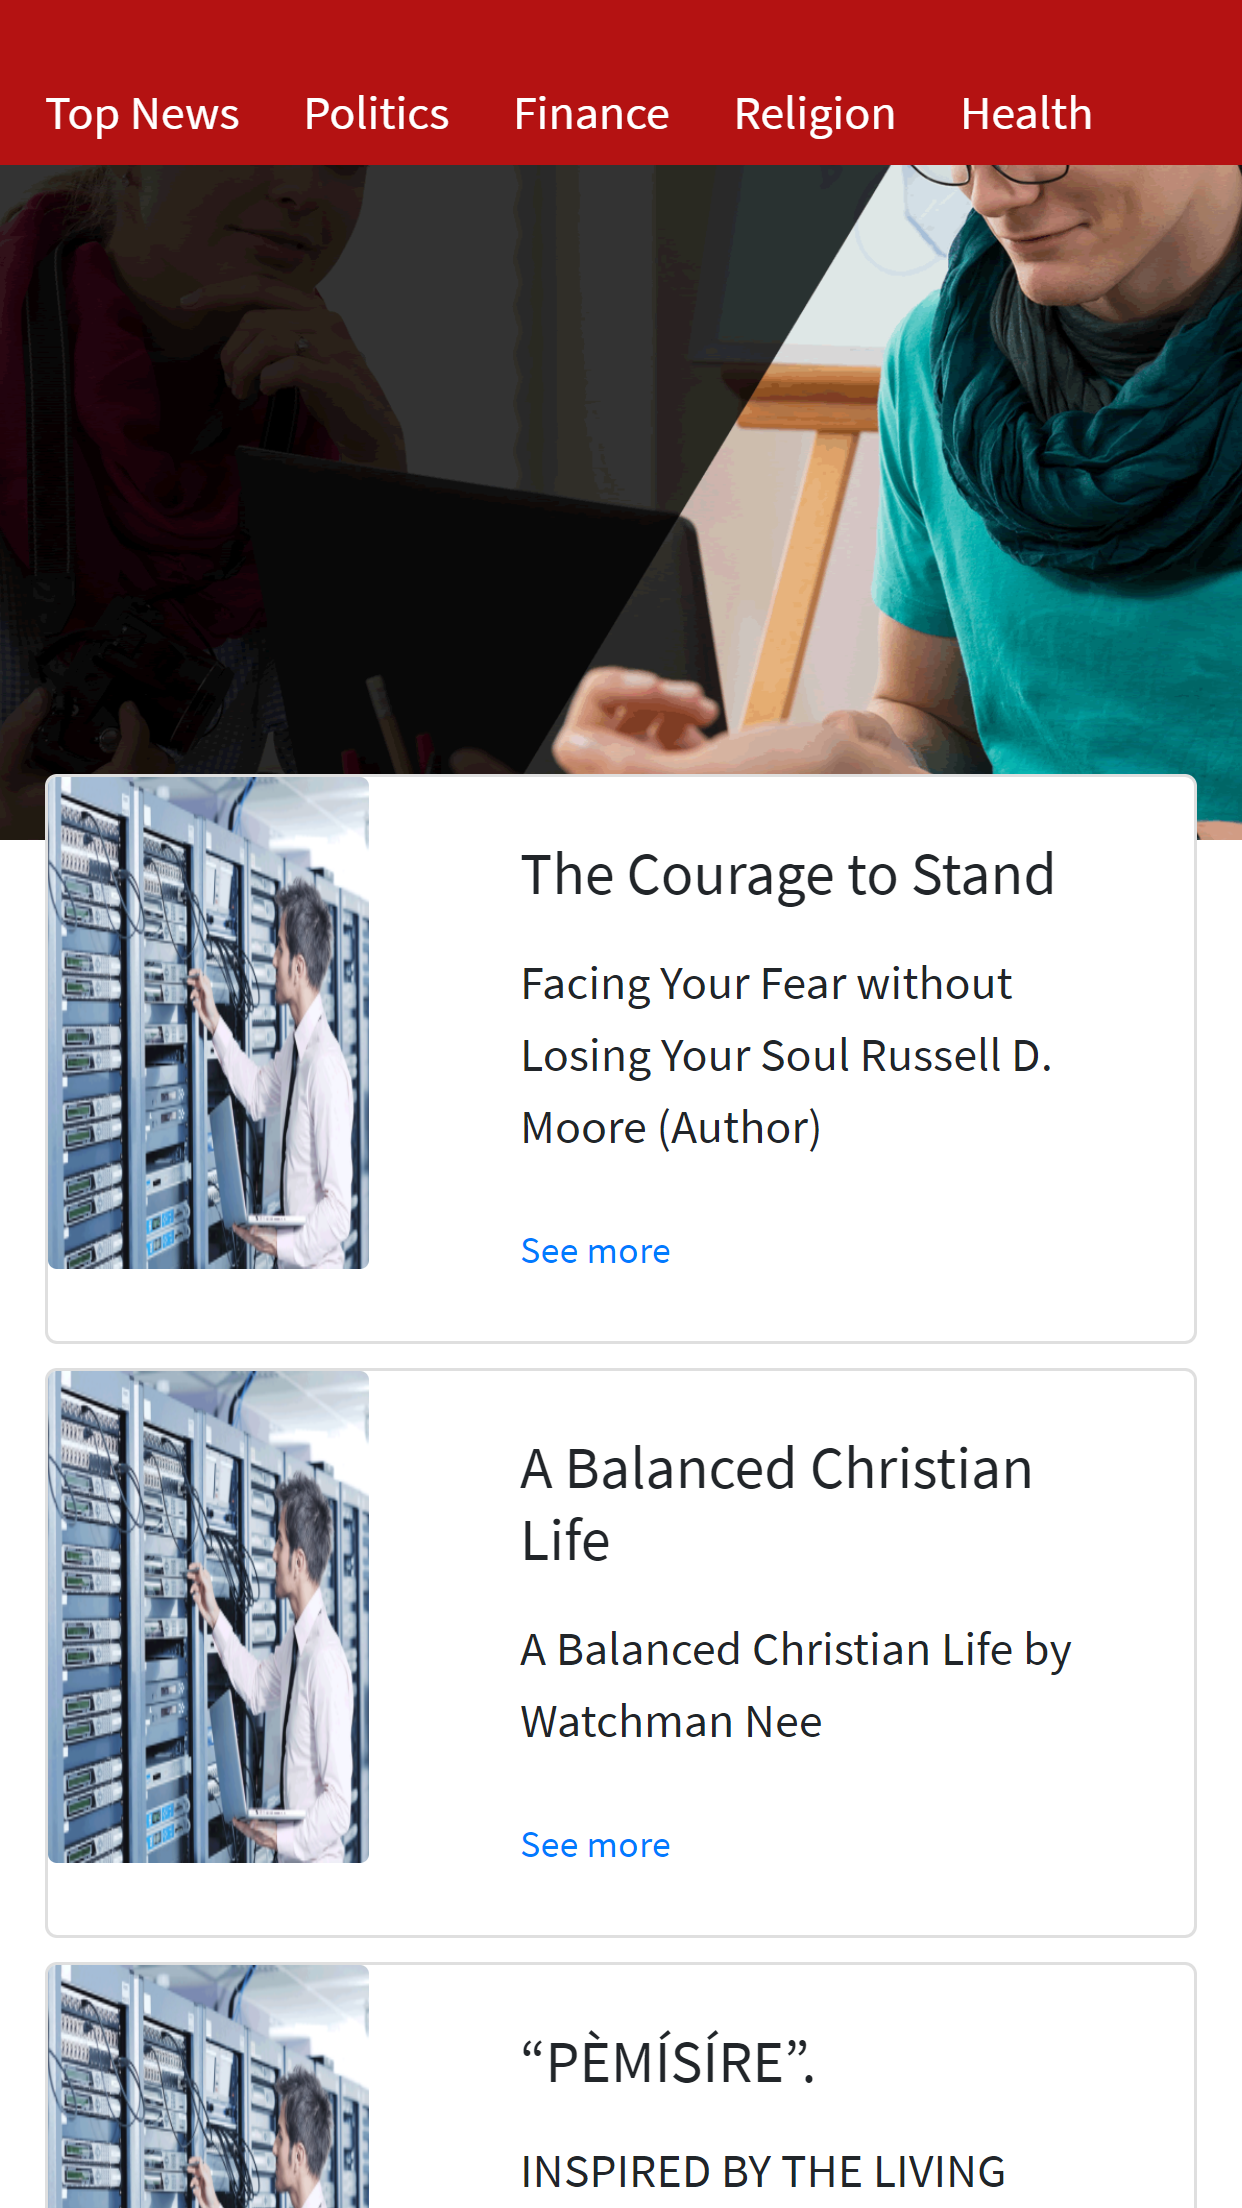 Top News Politics Finance Religion Health
The Courage to Stand
Facing Your Fear without
Losing Your Soul Russell D.
Moore (Author)
See more
A Balanced Christian
Life
A Balanced Christian Life by
Watchman Nee
See more
“PÈMÍSÍRE”.
INSPIRED BY THE LIVING